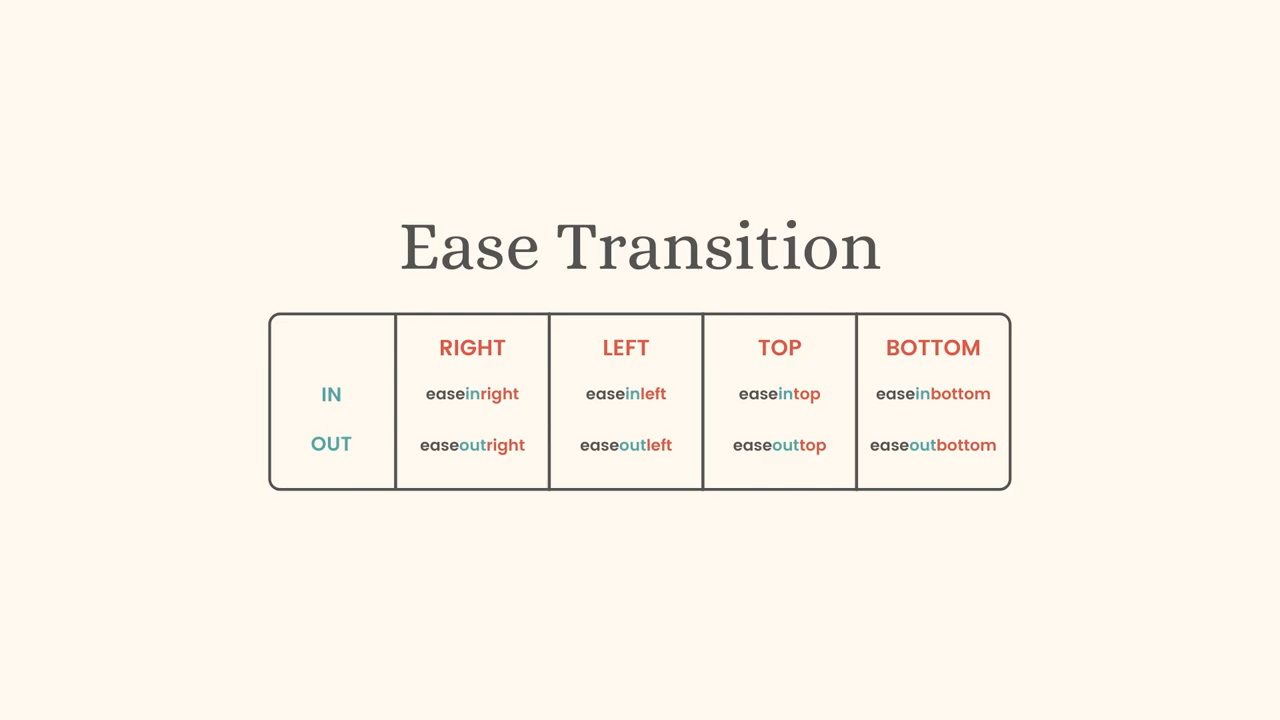 Ease Transition
RIGHT LEFT TOP BOTTOM
IN easeinright easeinleft easeintop easeinbottom
OUT easeoutright easeoutleft easeouttop easeoutbottom